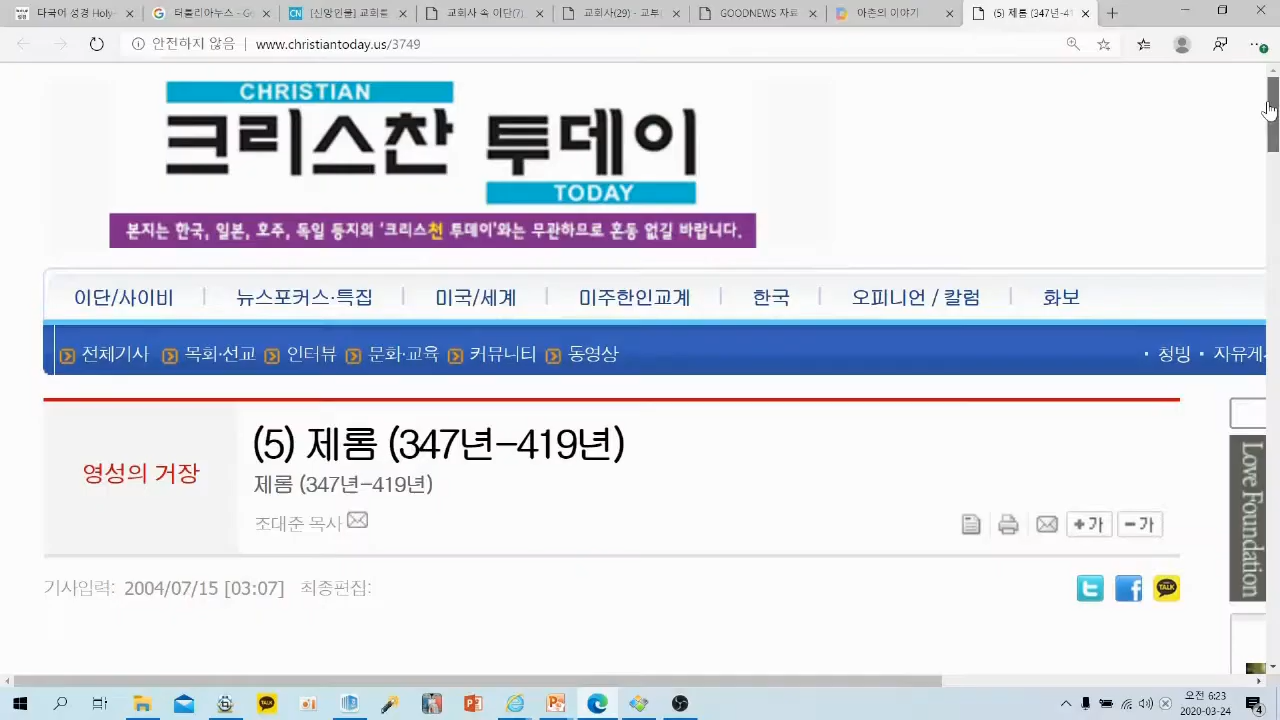 다국어 성경 Holy-
더블리아누스 - Go
CN [신앙인물] 교회를
교회사 속 이단(7)
교회사(29) - 교부
GOODNEWS 자료
아촌의 이야기
(5) 제롬 (347년-41
안전하지 않음 www.christiantoday.us/3749
CHRISTIAN
크리스찬 투데이
TODAY
본지는 한국, 일본, 호주, 독일 등지의 '크리스천 투데이'와는 무관하므로 혼동 없길 바랍니다.
이단/사이비 뉴스포커스·특집 미국/세계 미주한인교계 한국 오피니언 / 칼럼 화보
전체기사 목회·선교 인터뷰 문화·교육 커뮤니티 동영상 · 청빙 · 자유게
(5) 제롬 (347년-419년)
영성의 거장
제롬 (347년-419년)
조대준 목사
+가 -가
Love Foundation
기사입력: 2004/07/15 [03:07] 최종편집:
TALK
TALK
오전 6:23
2020-03-24
4